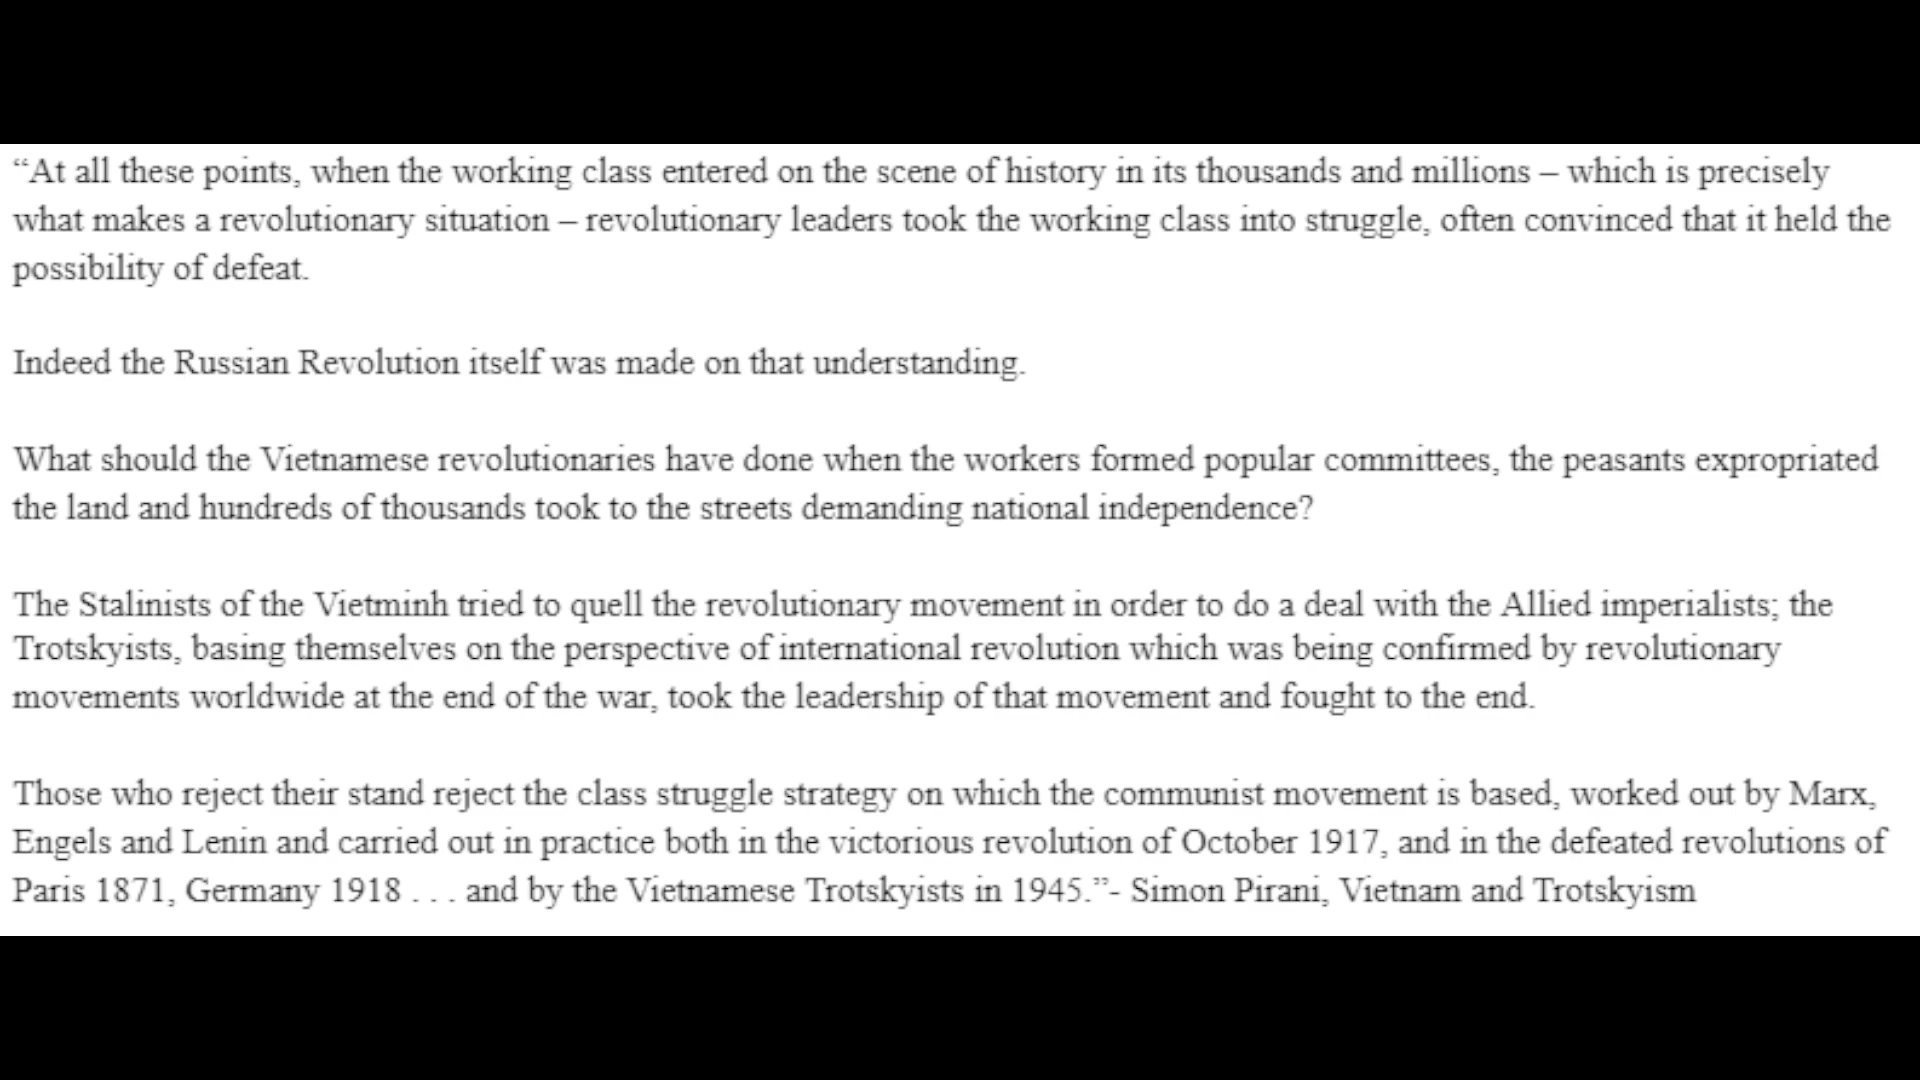 “At all these points, when the working class entered on the scene of history in its thousands and millions – which is precisely
what makes a revolutionary situation – revolutionary leaders took the working class into struggle, often convinced that it held the
possibility of defeat.
Indeed the Russian Revolution itself was made on that understanding.
What should the Vietnamese revolutionaries have done when the workers formed popular committees, the peasants expropriated
the land and hundreds of thousands took to the streets demanding national independence?
The Stalinists of the Vietminh tried to quell the revolutionary movement in order to do a deal with the Allied imperialists; the
Trotskyists, basing themselves on the perspective of international revolution which was being confirmed by revolutionary
movements worldwide at the end of the war, took the leadership of that movement and fought to the end.
Those who reject their stand reject the class struggle strategy on which the communist movement is based, worked out by Marx,
Engels and Lenin and carried out in practice both in the victorious revolution of October 1917, and in the defeated revolutions of
Paris 1871, Germany 1918 . . . and by the Vietnamese Trotskyists in 1945.”- Simon Pirani, Vietnam and Trotskyism